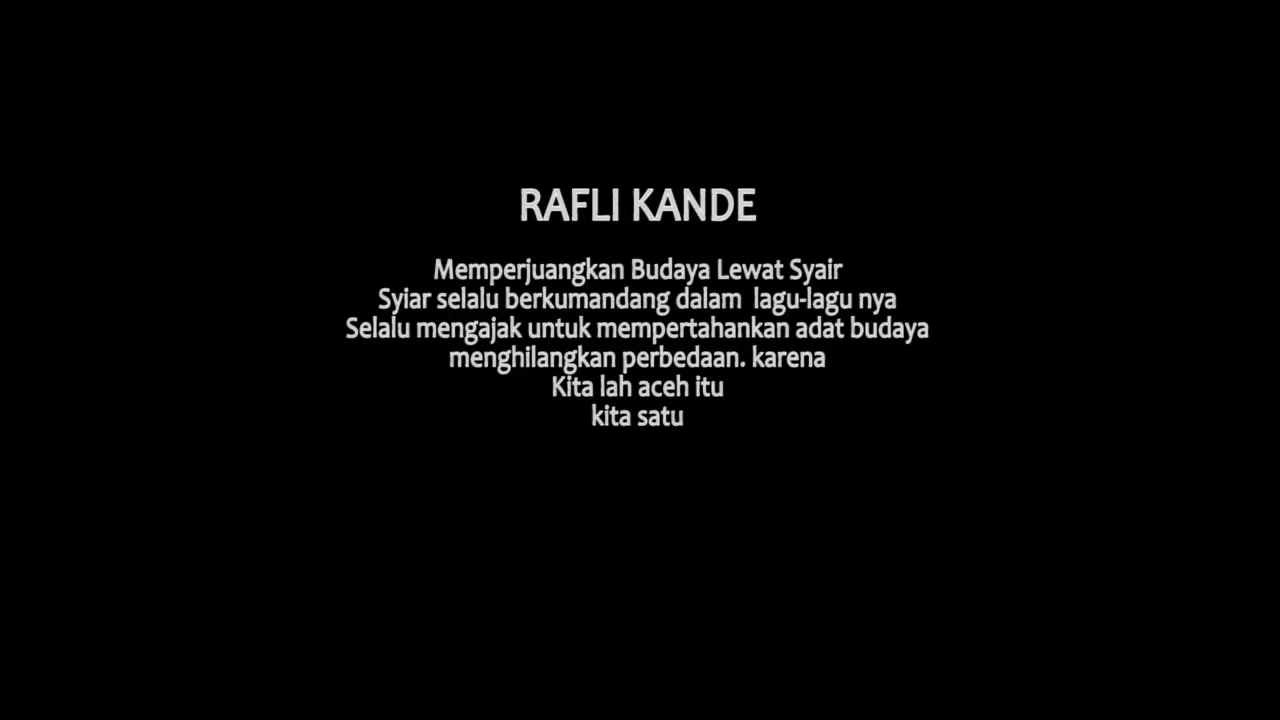 RAFLI KANDE
Memperjuangkan Budaya Lewat Syair
Syiar selalu berkumandang dalam  lagu-lagu nya
Selalu mengajak untuk mempertahankan adat budaya
menghilangkan perbedaan. karena
Kita lah aceh itu
kita satu